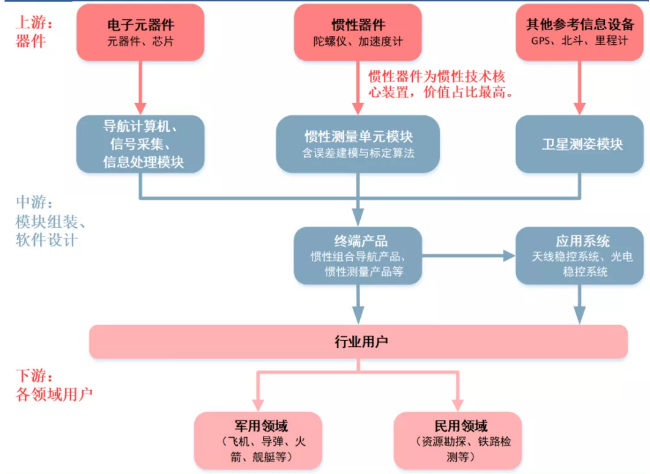 上游：
器件
电子元器件
元器件、芯片
惯性器件
陀螺仪、加速度计
其他参考信息设备
GPS、北斗、里程计
惯性器件为惯性技术核
心装置，价值占比最高。
导航计算机、
信号采集、
信息处理模块
惯性测量单元模块
含误差建模与标定算法
卫星测姿模块
中游：
模块组装、
软件设计
终端产品
惯性组合导航产品、
惯性测量产品等
应用系统
天线稳控系统、光电
稳控系统
行业用户
下游：
各领域用户
军用领域
（飞机、导弹、火
箭、舰艇等）
民用领域
（资源勘探、铁路检
测等）